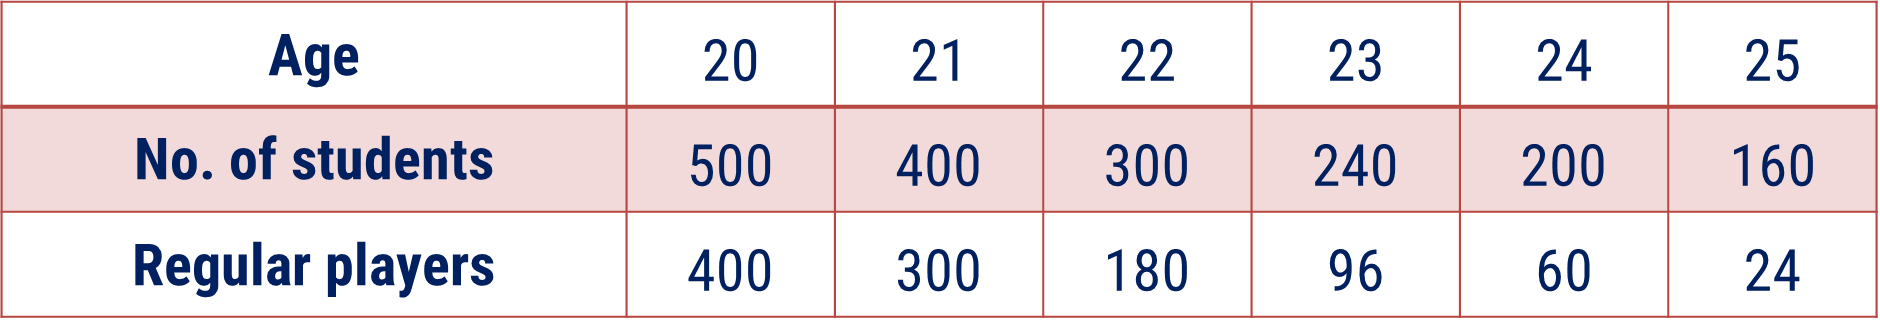 Age 20 21 22 23 24 25
No. of students 500 400 300 240 200 160
Regular players 400 300 180 96 60 24